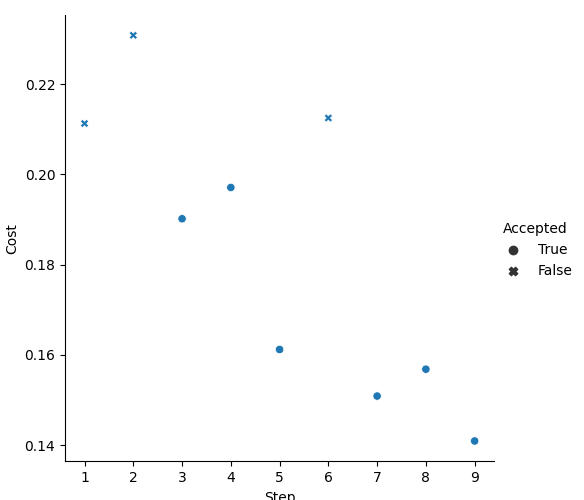 0.22
0.20
0.18
0.16
0.14
Cost
1 2 3 4 5 6 7 8 9
Step
Accepted
True
False